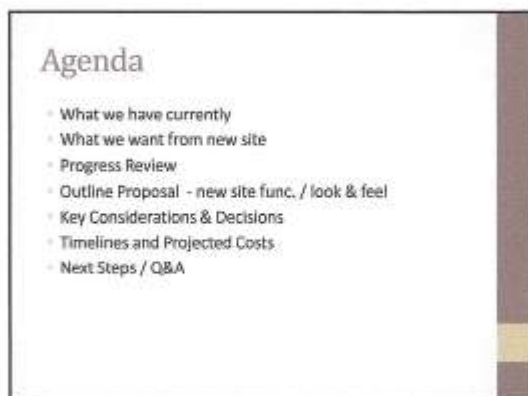 Agenda
What we have currently
What we want from new site
Progress Review
Outline Proposal - new site func. / look & feel
Key Considerations & Decisions
Timelines and Projected Costs
Next Steps / Q&A